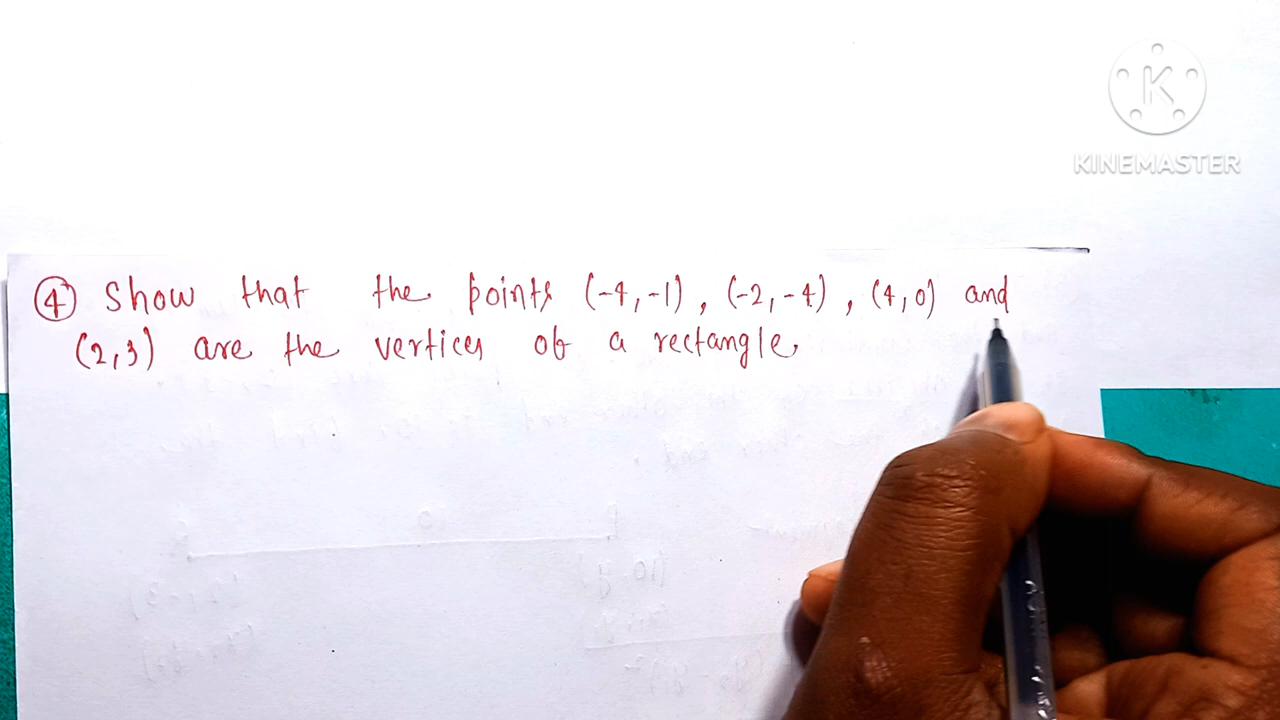 KINEMASTER
④ Show that the points (-4,-1), (-2,-4), (4,0) and
(2,3) are the vertices of a rectangle.